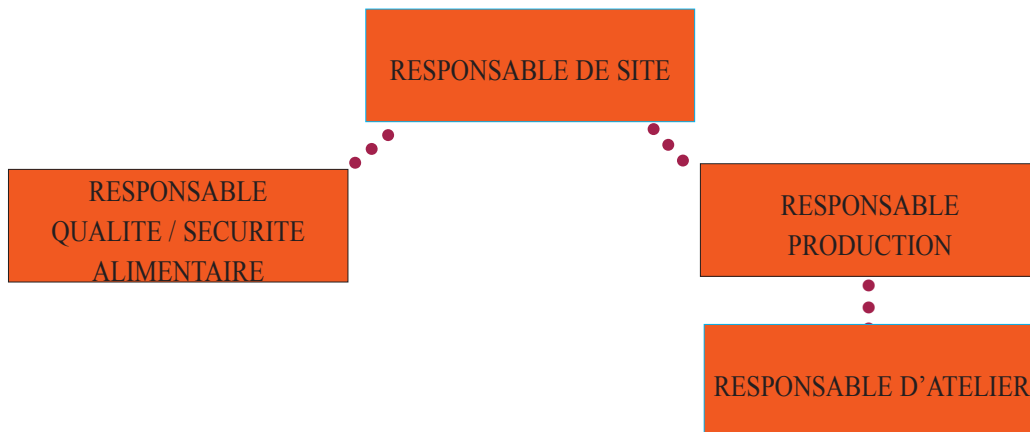 RESPONSABLE DE SITE
RESPONSABLE
QUALITE / SECURITE
ALIMENTAIRE
RESPONSABLE
PRODUCTION
RESPONSABLE D’ATELIER